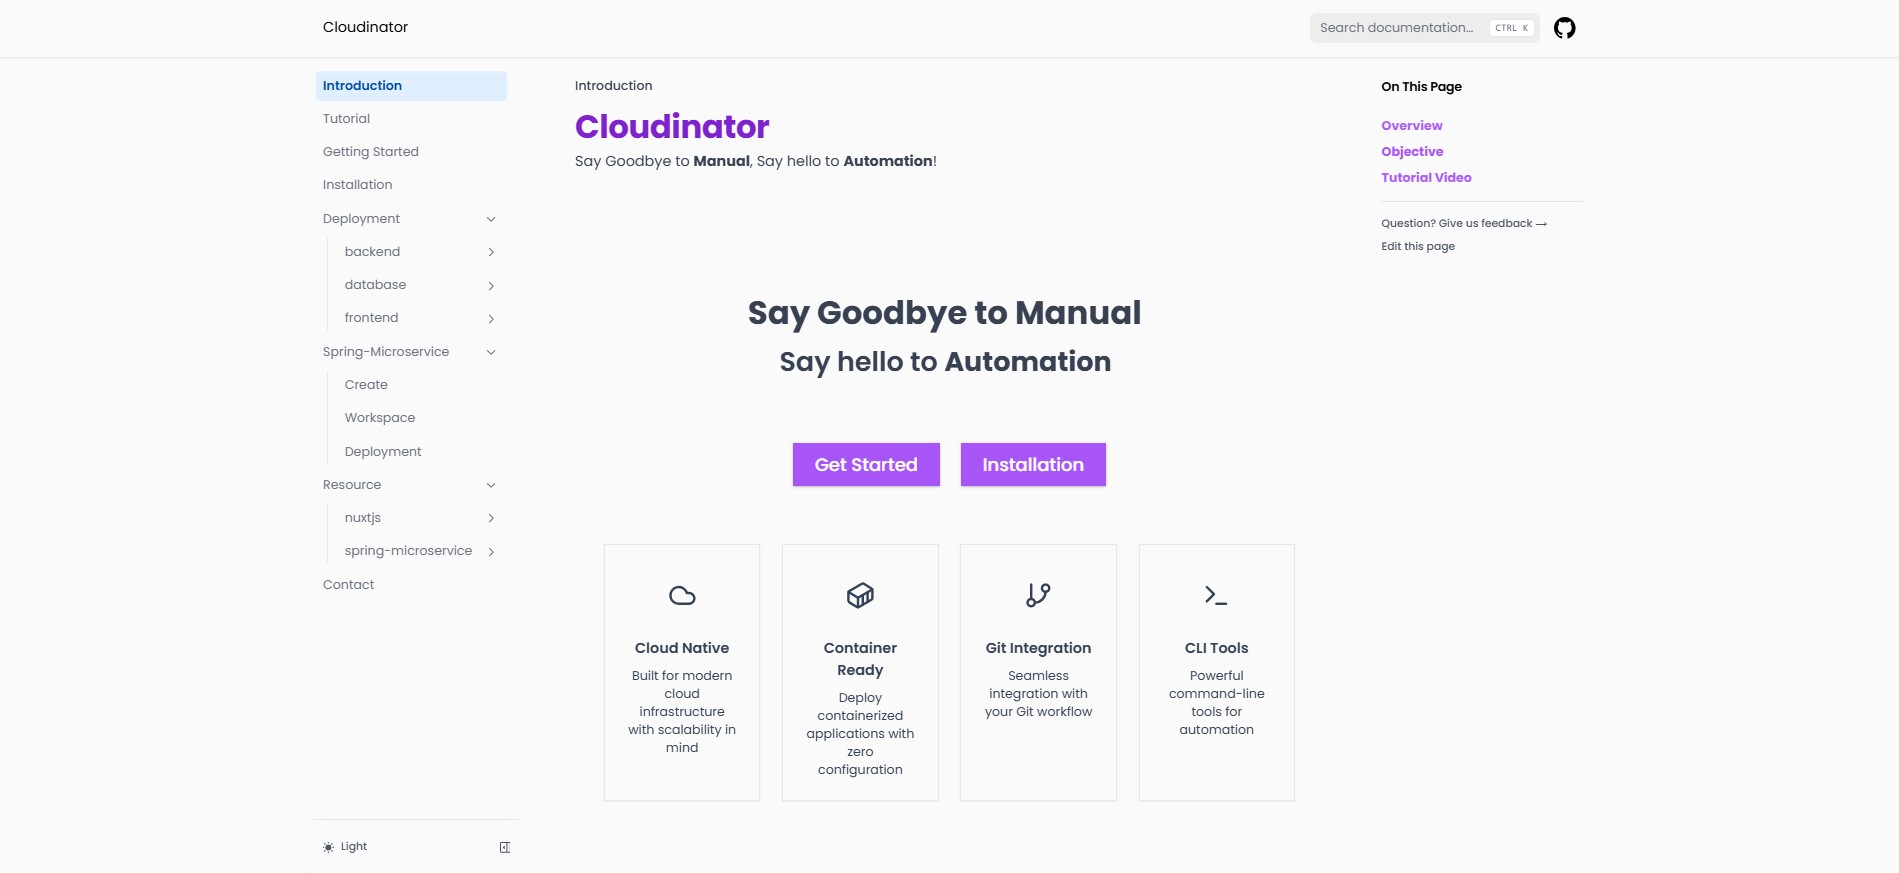 Cloudinator
Search documentation...
CTRL K
Introduction
Tutorial
Getting Started
Installation
Deployment
backend
database
frontend
Spring-Microservice
Create
Workspace
Deployment
Resource
nuxtjs
spring-microservice
Contact
Light
Introduction
Cloudinator
Say Goodbye to Manual, Say hello to Automation!
Say Goodbye to Manual
Say hello to Automation
Get Started
Installation
Cloud Native
Built for modern
cloud
infrastructure
with scalability in
mind
Container
Ready
Deploy
containerized
applications with
zero
configuration
Git Integration
Seamless
integration with
your Git workflow
CLI Tools
Powerful
command-line
tools for
automation
On This Page
Overview
Objective
Tutorial Video
Question? Give us feedback →
Edit this page